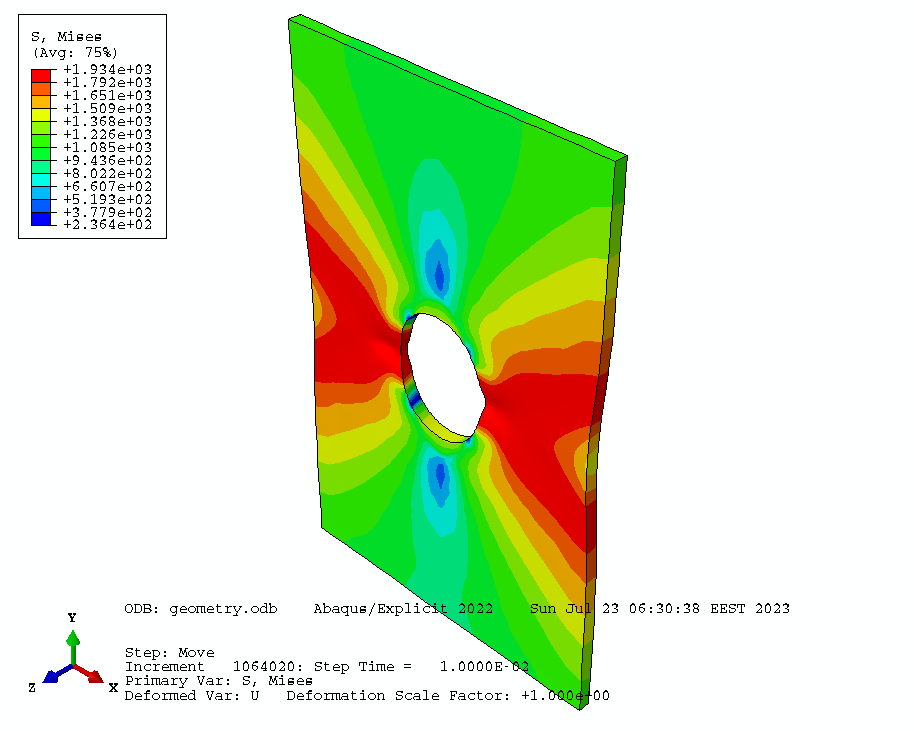 S, Mises
(Avg: 75%)
+1.934e+03
+1.792e+03
+1.651e+03
+1.509e+03
+1.368e+03
+1.226e+03
+1.085e+03
+9.436e+02
+8.022e+02
+6.607e+02
+5.193e+02
+3.779e+02
+2.364e+02
ODB: geometry.odb    Abaqus/Explicit 2022    Sun Jul 23 06:30:38 EEST 2023
Y
Z
X
Step: Move
Increment   1064020: Step Time =   1.0000E-02
Primary Var: S, Mises
Deformed Var: U   Deformation Scale Factor: +1.000e+00